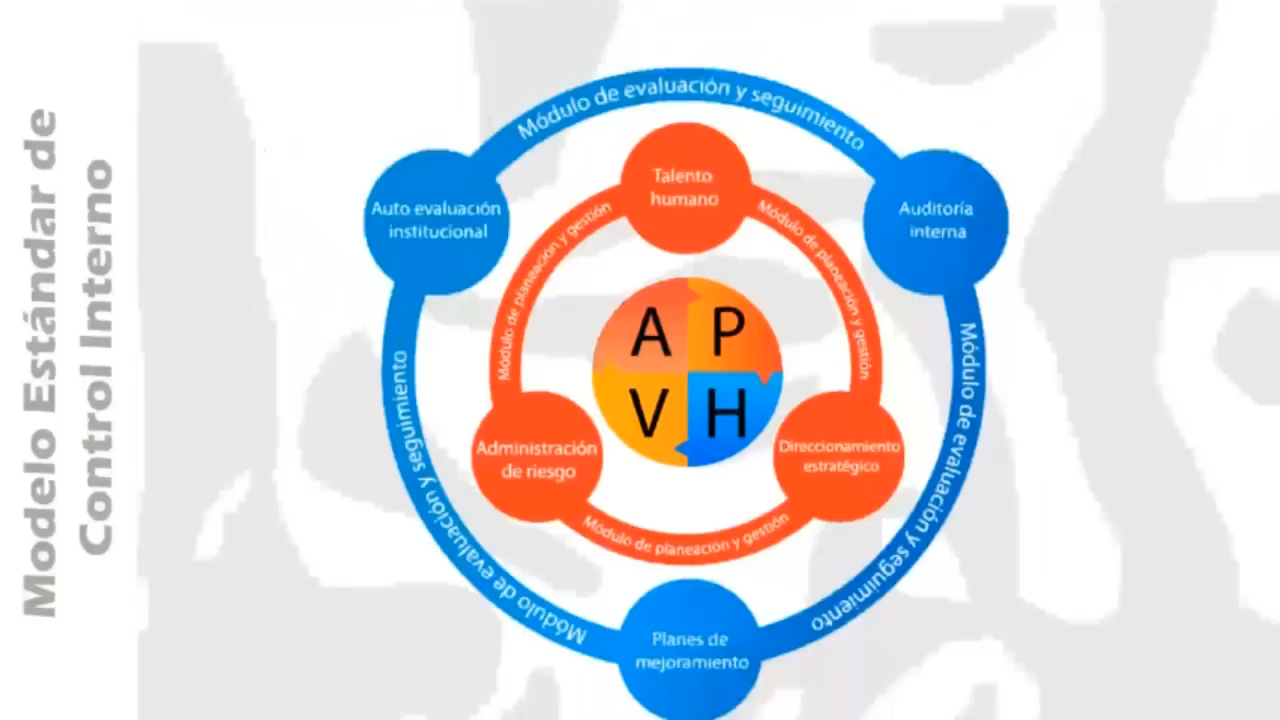 Modelo Estándar de
Control Interno
Módulo de evaluación y seguimiento
Auto evaluación
institucional
Talento
humano
Auditoría
interna
Módulo de planeación y gestión
Módulo de planeación y gestión
A P
V H
Módulo de evaluación y seguimiento
Módulo de evaluación y seguimiento
Administración
de riesgo
Direccionamiento
estratégico
Módulo de planeación y gestión
Planes de
mejoramiento